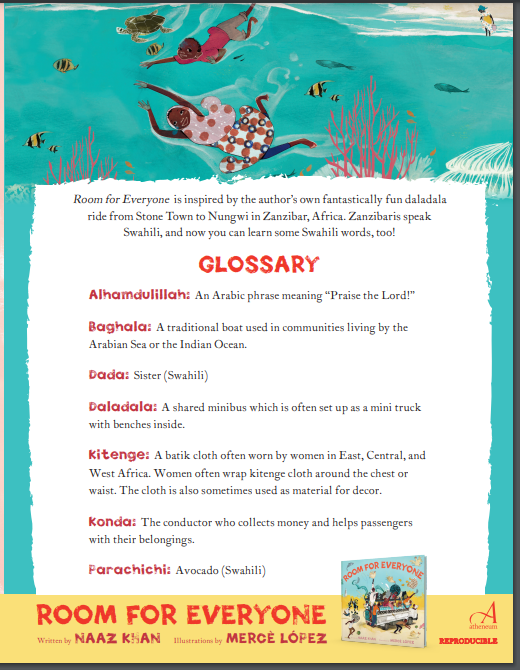 Room for Everyone is inspired by the author's own fantastically fun daladala
ride from Stone Town to Nungwi in Zanzibar, Africa. Zanzibaris speak
Swahili, and now you can learn some Swahili words, too!
GLOSSARY
Alhamdulillah: An Arabic phrase meaning “Praise the Lord!”
Baghala: A traditional boat used in communities living by the
Arabian Sea or the Indian Ocean.
Dada: Sister (Swahili)
Daladala: A shared minibus which is often set up as a mini truck
with benches inside.
Kitenge: A batik cloth often worn by women in East, Central, and
West Africa. Women often wrap kitenge cloth around the chest or
waist. The cloth is also sometimes used as material for decor.
Konda: The conductor who collects money and helps passengers
with their belongings.
Parachichi: Avocado (Swahili)
ROOM FOR EVERYONE
ROOM FOR EVERYONE
Written by NAAZ KHAN Illustrations by MERCÈ LÓPEZ
A
atheneum
REPRODUCIBLE